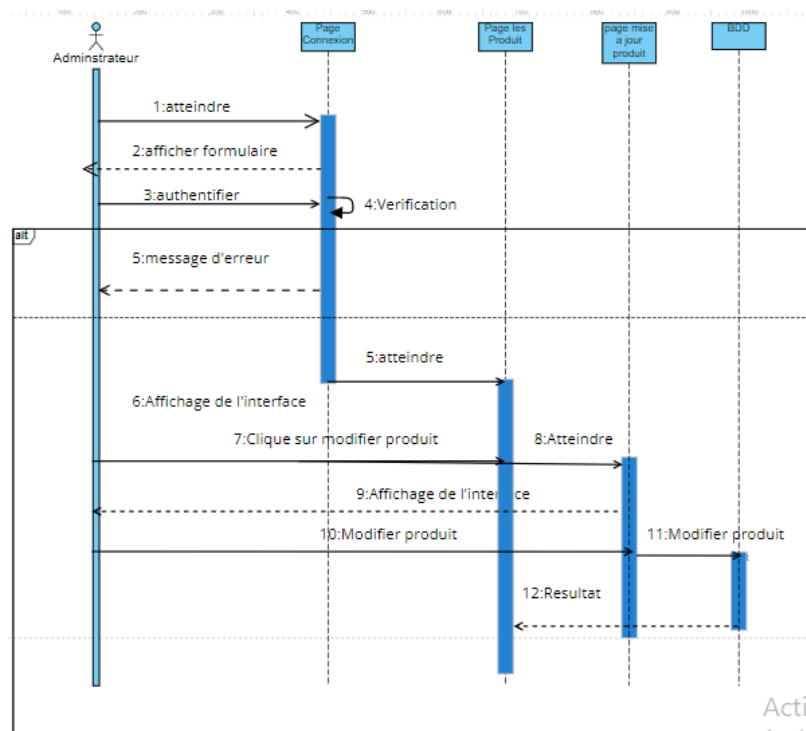 Adminstrateur
Page
Connexion
Page les
Produit
page mise
a jour
produit
BDD
1:atteindre
2:afficher formulaire
3:authentifier
4:Verification
alt
5:message d'erreur
5:atteindre
6:Affichage de l'interface
7:Clique sur modifier produit
8:Atteindre
9:Affichage de l'interface
10:Modifier produit
11:Modifier produit
12:Resultat
Acti